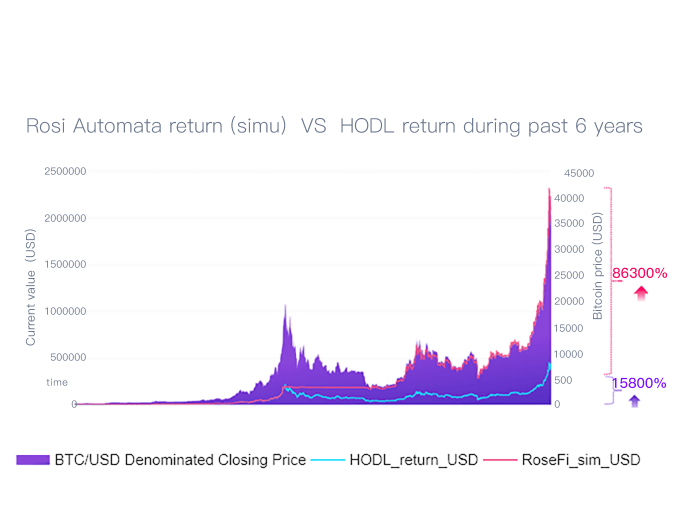 Rosi Automata return (simu) VS HODL return during past 6 years
2500000
2000000
1500000
1000000
500000
0
Current value (USD)
time
45000
40000
35000
30000
25000
20000
15000
10000
500
0
Bitcoin price (USD)
86300%
15800%
BTC/USD Denominated Closing Price
HODL_return_USD
RoseFi_sim_USD